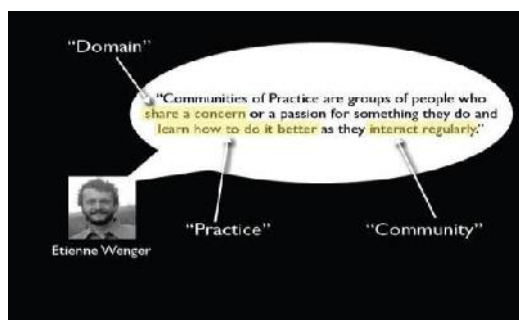 "Domain"
"Communities of Practice are groups of people who
share a concern or a passion for something they do and
learn how to do it better as they interact regularly."
"Practice"
"Community"
Etienne Wenger